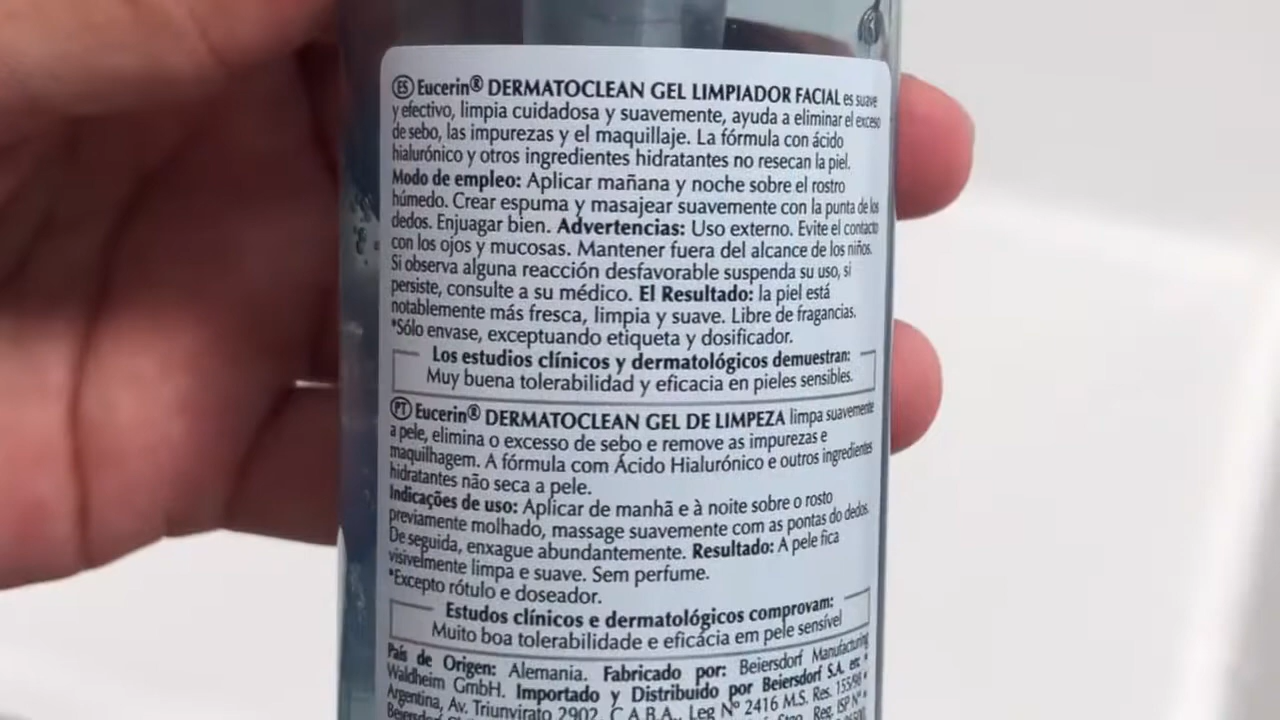 ES Eucerin® DERMATOCLEAN GEL LIMPIADOR FACIAL es suave
y efectivo, limpia cuidadosa y suavemente, ayuda a eliminar el exceso
de sebo, las impurezas y el maquillaje. La fórmula con ácido
hialurónico y otros ingredientes hidratantes no resecan la piel.
Modo de empleo: Aplicar mañana y noche sobre el rostro
húmedo. Crear espuma y masajear suavemente con la punta de los
dedos. Enjuagar bien. Advertencias: Uso externo. Evite el contacto
con los ojos y mucosas. Mantener fuera del alcance de los niños.
Si observa alguna reacción desfavorable suspenda su uso, si
persiste, consulte a su médico. El Resultado: la piel está
notablemente más fresca, limpia y suave. Libre de fragancias.
*Sólo envase, exceptuando etiqueta y dosificador.
Los estudios clínicos y dermatológicos demuestran:
Muy buena tolerabilidad y eficacia en pieles sensibles.
PT Eucerin® DERMATOCLEAN GEL DE LIMPEZA limpa suavemente
a pele, elimina o excesso de sebo e remove as impurezas e
maquilhagem. A fórmula com Ácido Hialurónico e outros ingredientes
hidratantes não seca a pele.
Indicações de uso: Aplicar de manhã e à noite sobre o rosto
previamente molhado, massage suavemente com as pontas do dedos.
De seguida, enxague abundantemente. Resultado: A pele fica
visivelmente limpa e suave. Sem perfume.
*Excepto rótulo e doseador.
Estudos clínicos e dermatológicos comprovam:
Muito boa tolerabilidade e eficácia em pele sensível
País de Origen: Alemania. Fabricado por: Beiersdorf Manufacturing
Waldheim GmbH. Importado y Distribuido por Beiersdorf S.A. en: •
Argentina, Av. Triunvirato 2902, C.A.B.A., Leg Nº 2416 M.S. Res. 155/98 •
Reg. ISP Nº